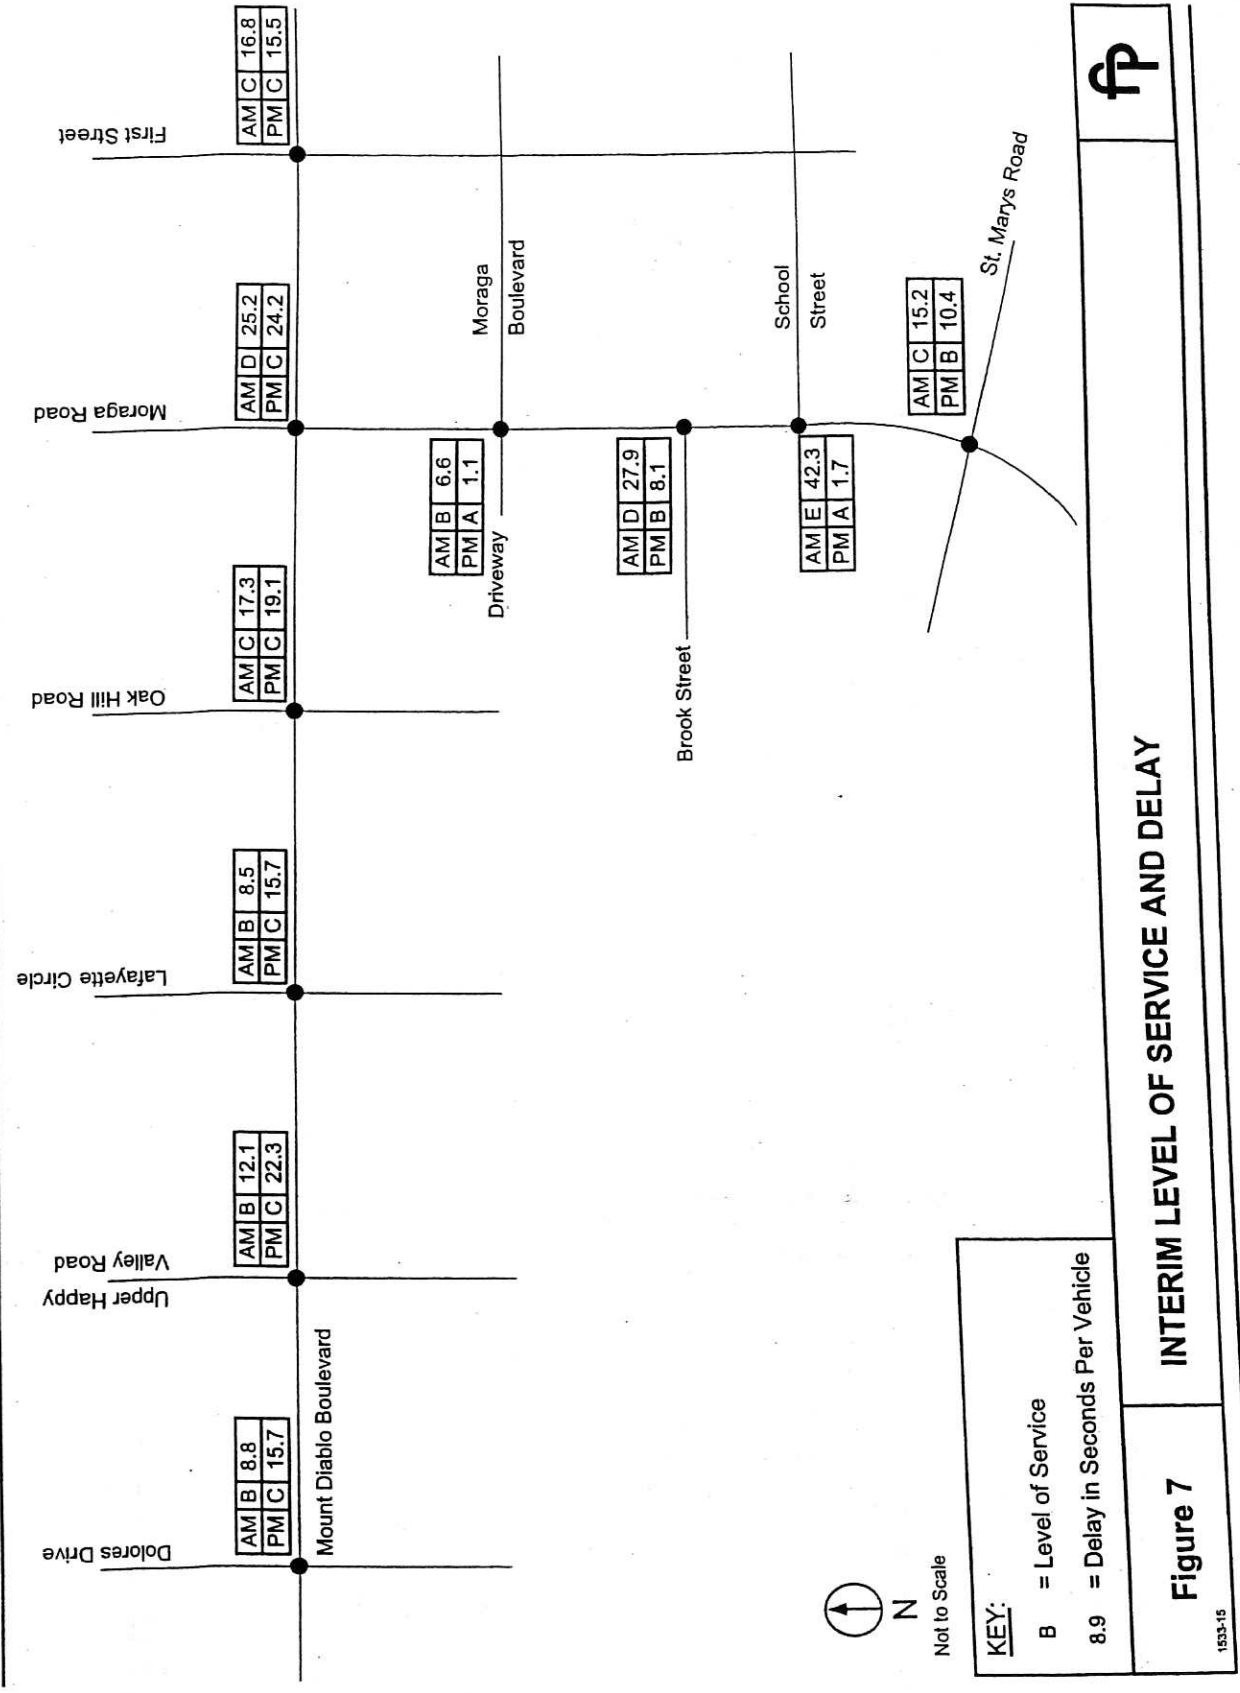 Dolores Drive
AM B 8.8
PM C 15.7
Mount Diablo Boulevard
Upper Happy
Valley Road
AM B 12.1
PM C 22.3
Lafayette Circle
AM B 8.5
PM C 15.7
Oak Hill Road
AM C 17.3
PM C 19.1
Moraga Road
AM D 25.2
PM C 24.2
First Street
AM C 16.8
PM C 15.5
AM B 6.6
PM A 1.1
Driveway
Moraga
Boulevard
AM D 27.9
PM B 8.1
Brook Street
School
Street
AM E 42.3
PM A 1.7
AM C 15.2
PM B 10.4
St. Marys Road
N
Not to Scale
KEY:
B = Level of Service
8.9 = Delay in Seconds Per Vehicle
Figure 7
INTERIM LEVEL OF SERVICE AND DELAY
fp
1533-15